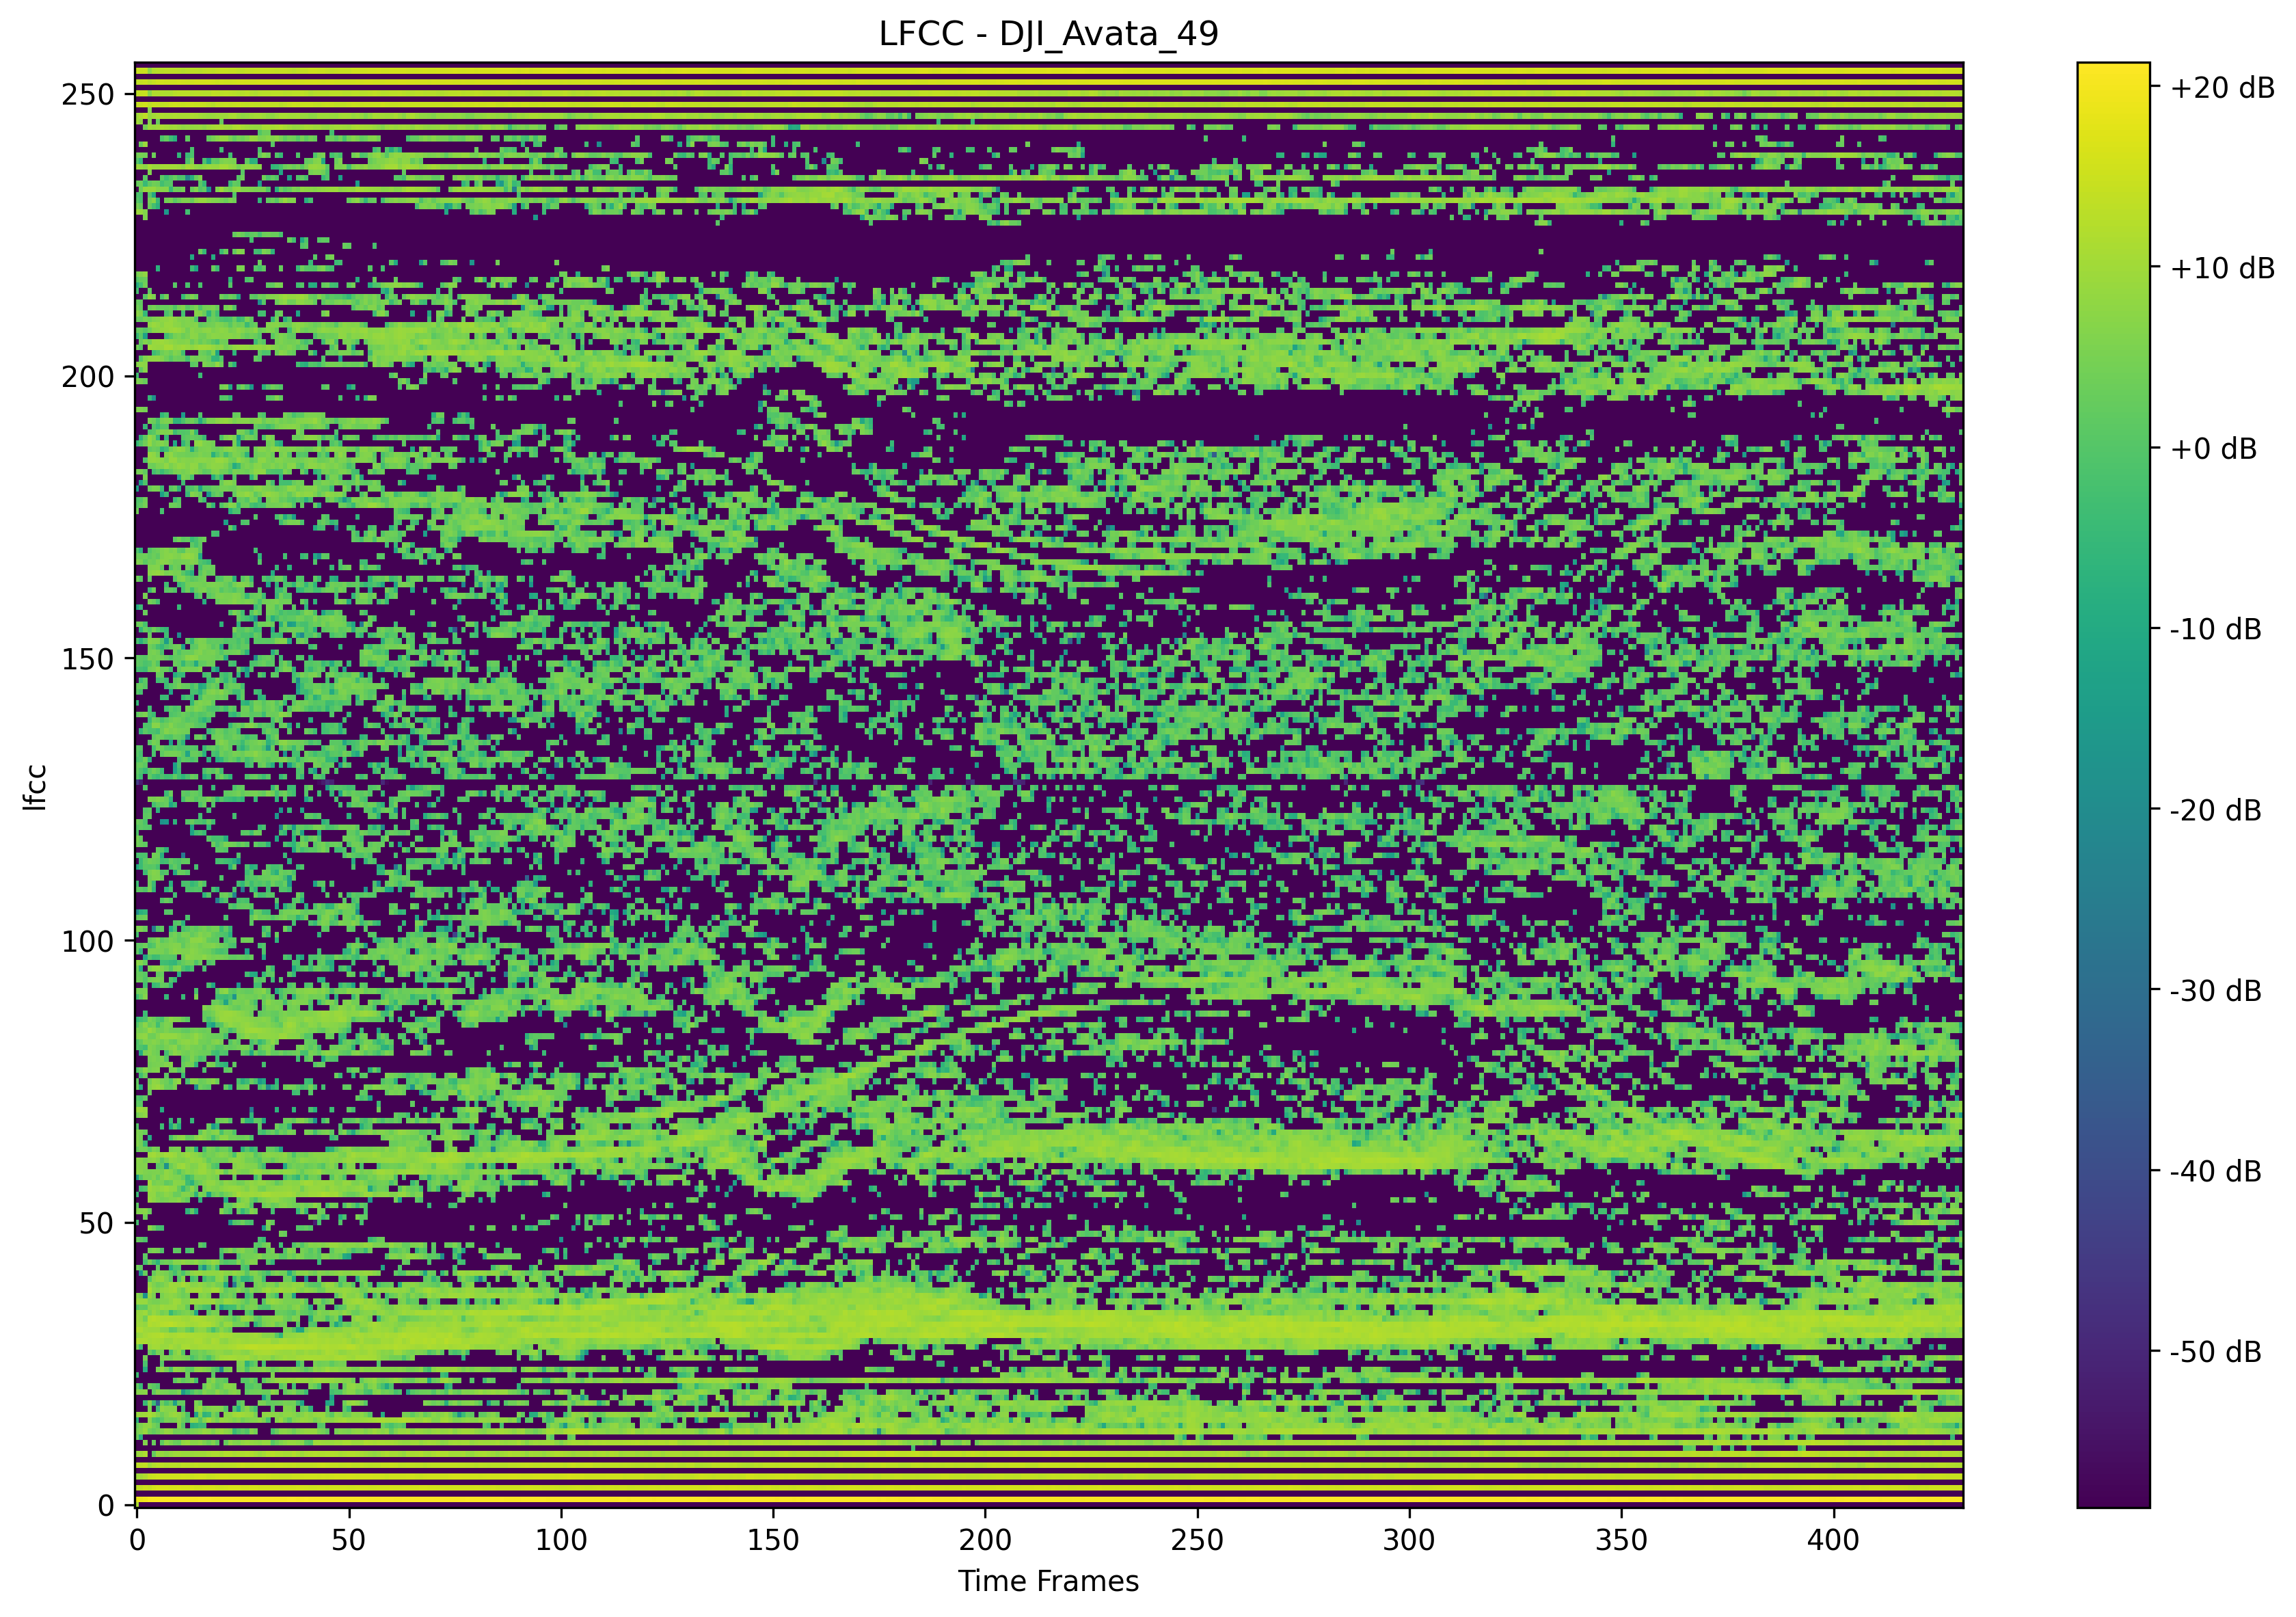 LFCC - DJI_Avata_49
250
200
150
100
50
0
lfcc
0 50 100 150 200 250 300 350 400
Time Frames
+20 dB
+10 dB
+0 dB
-10 dB
-20 dB
-30 dB
-40 dB
-50 dB